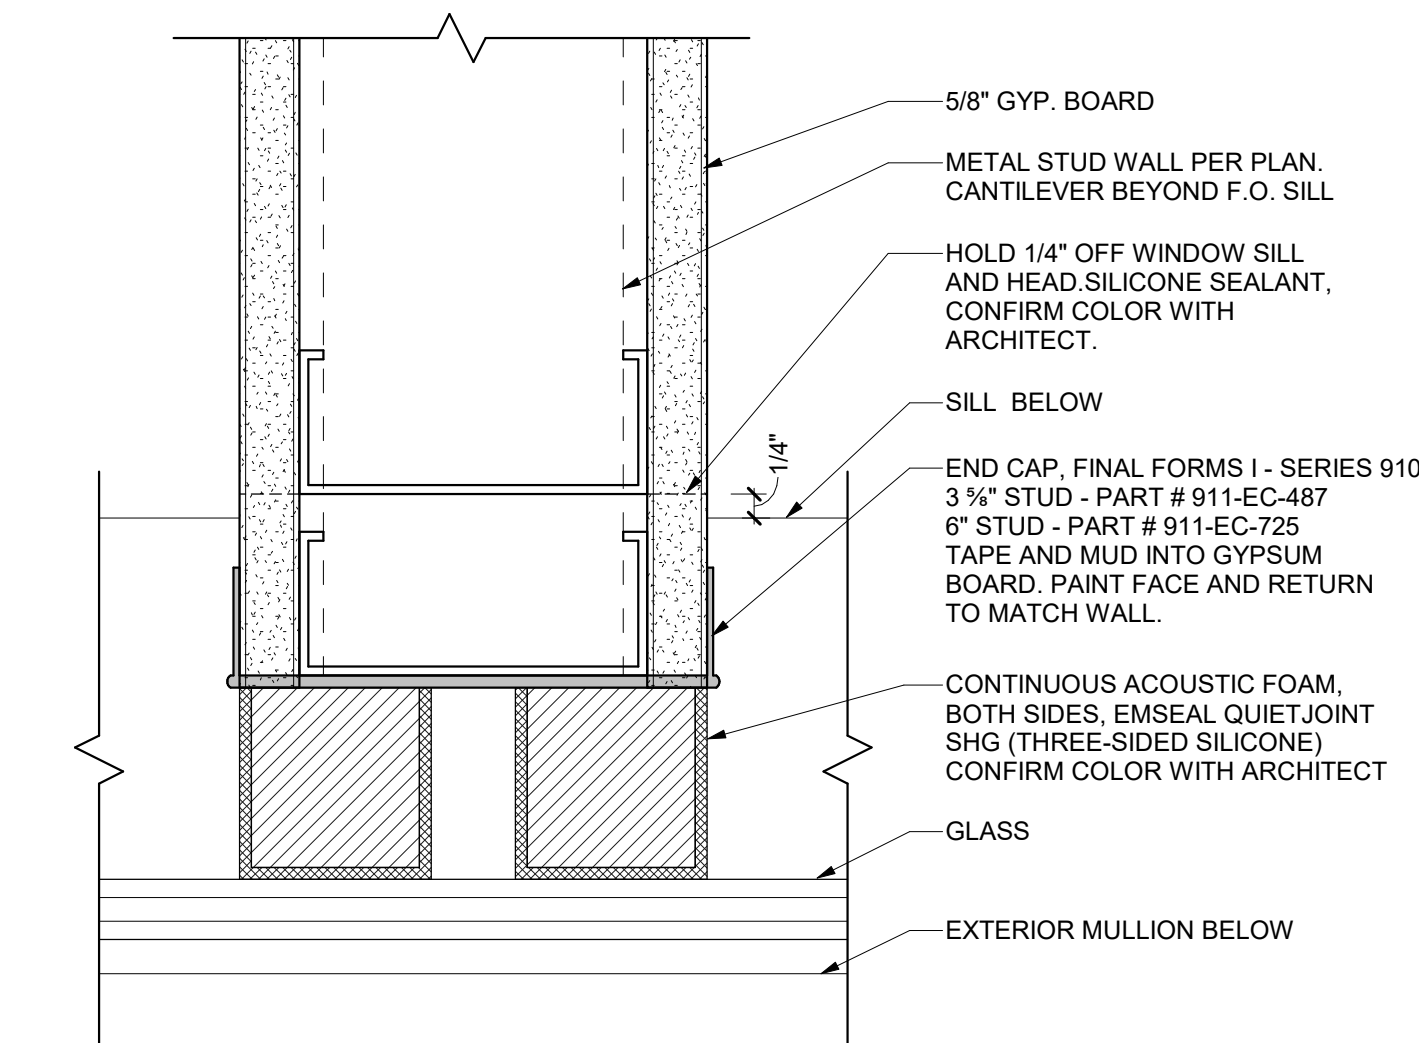 5/8" GYP. BOARD
METAL STUD WALL PER PLAN.
CANTILEVER BEYOND F.O. SILL
HOLD 1/4" OFF WINDOW SILL
AND HEAD.SILICONE SEALANT,
CONFIRM COLOR WITH
ARCHITECT.
SILL BELOW
1/4"
END CAP, FINAL FORMS I - SERIES 910
3 ⅝" STUD - PART # 911-EC-487
6" STUD - PART # 911-EC-725
TAPE AND MUD INTO GYPSUM
BOARD. PAINT FACE AND RETURN
TO MATCH WALL.
CONTINUOUS ACOUSTIC FOAM,
BOTH SIDES, EMSEAL QUIETJOINT
SHG (THREE-SIDED SILICONE)
CONFIRM COLOR WITH ARCHITECT
GLASS
EXTERIOR MULLION BELOW